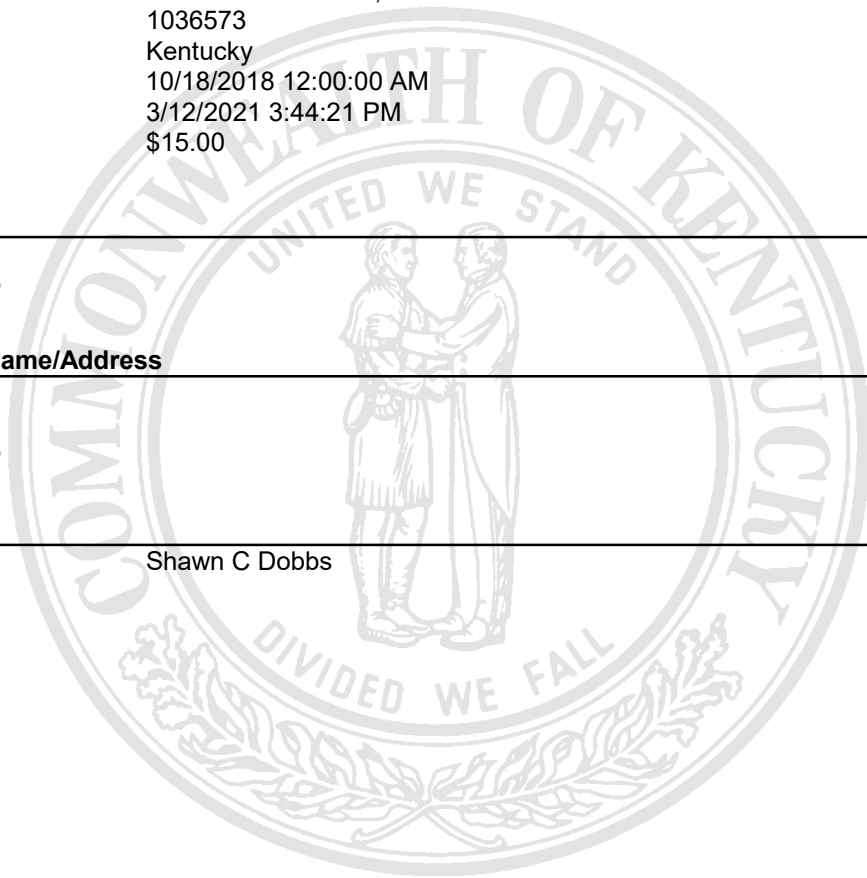 1036573
Kentucky
10/18/2018 12:00:00 AM
3/12/2021 3:44:21 PM
$15.00
COMMONWEALTH OF KENTUCKY
UNITED WE STAND
ame/Address
Shawn C Dobbs
DIVIDED WE FALL